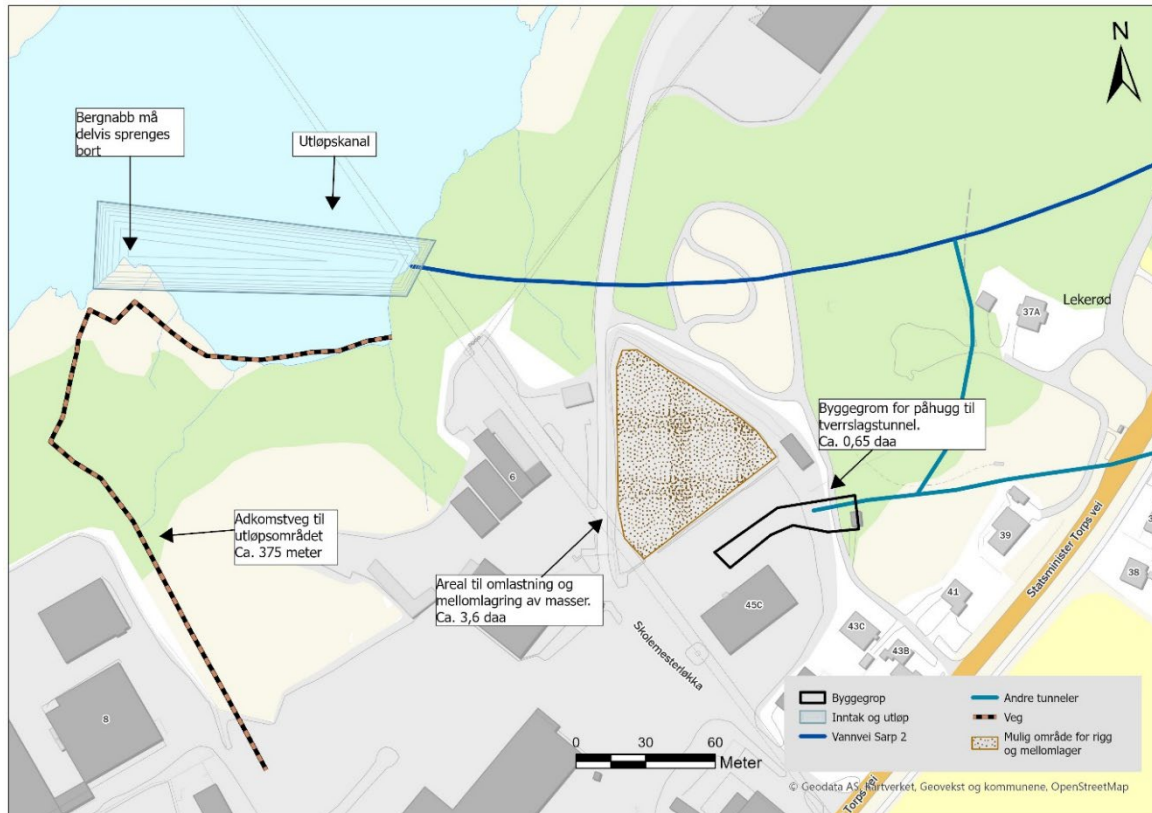 N
Bergnabb må
delvis sprenges
bort
Utløpskanal
Lekerød
37A
Byggegrom for påhugg til
tverrslagstunnel.
Ca. 0,65 daa
6
Adkomstveg til
utløpsområdet
Ca. 375 meter
Areal til omlastning og
mellomlagring av masser.
Ca. 3,6 daa
39
Statsminister Torps vei
38
41
45C
43C
43B
Skolemesterløkka
8
0 30 60
Meter
Byggegrop
Inntak og utløp
Vannvei Sarp 2
Andre tunneler
Veg
Mulig område for rigg
og mellomlager
Torps vei
© Geodata AS, Kartverket, Geovekst og kommunene, OpenStreetMap